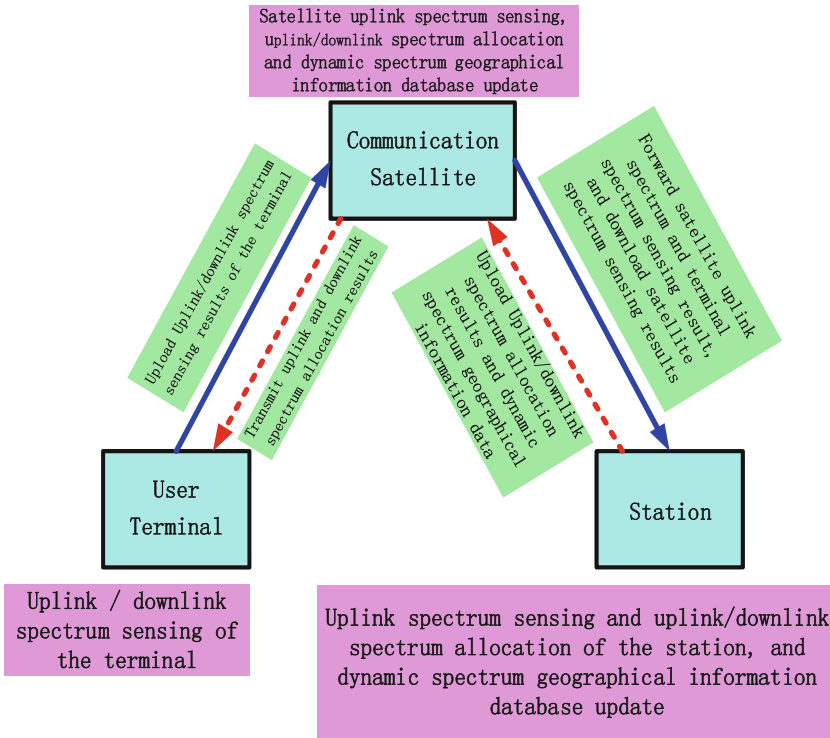 Satellite uplink spectrum sensing,
uplink/downlink spectrum allocation
and dynamic spectrum geographical
information database update
Communication
Satellite
Upload Uplink/downlink spectrum
sensing results of the terminal
Transmit uplink and downlink
spectrum allocation results
Upload Uplink/downlink
spectrum allocation
results and dynamic
spectrum geographical
information data
Forward satellite uplink
spectrum and terminal
spectrum sensing result,
and download satellite
spectrum sensing results
User
Terminal
Station
Uplink / downlink
spectrum sensing of
the terminal
Uplink spectrum sensing and uplink/downlink
spectrum allocation of the station, and
dynamic spectrum geographical information
database update